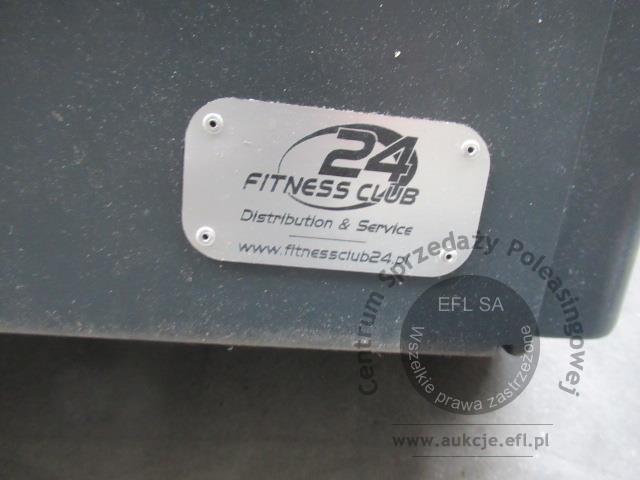 24
FITNESS CLUB
Distribution & Service
www.fitnessclub24.pl
Centrum Sprzedaży Poleasingowej
EFL SA
Wszelkie prawa zastrzeżone
www.aukcje.efl.pl